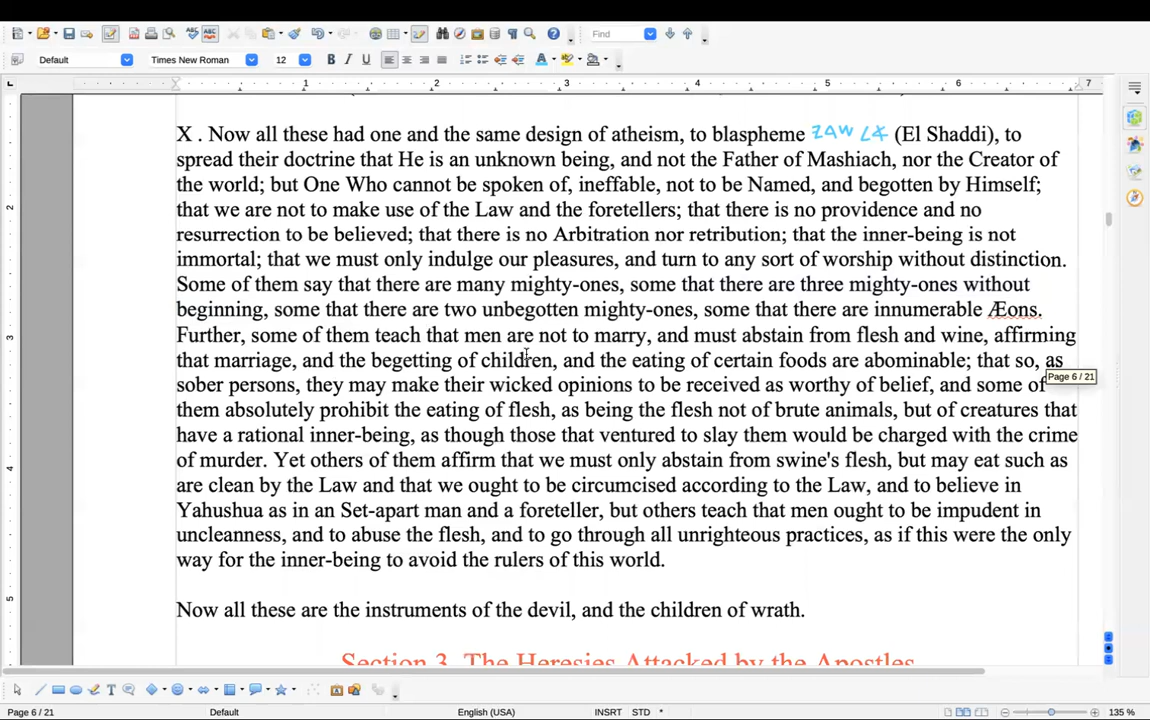 Find
Default
Times New Roman
12
1 2 3 4 5 6 7
X . Now all these had one and the same design of atheism, to blaspheme (El Shaddi), to
spread their doctrine that He is an unknown being, and not the Father of Mashiach, nor the Creator of
the world; but One Who cannot be spoken of, ineffable, not to be Named, and begotten by Himself;
that we are not to make use of the Law and the foretellers; that there is no providence and no
resurrection to be believed; that there is no Arbitration nor retribution; that the inner-being is not
immortal; that we must only indulge our pleasures, and turn to any sort of worship without distinction.
Some of them say that there are many mighty-ones, some that there are three mighty-ones without
beginning, some that there are two unbegotten mighty-ones, some that there are innumerable Æons.
Further, some of them teach that men are not to marry, and must abstain from flesh and wine, affirming
that marriage, and the begetting of children, and the eating of certain foods are abominable; that so, as
Page 6 / 21
sober persons, they may make their wicked opinions to be received as worthy of belief, and some of
them absolutely prohibit the eating of flesh, as being the flesh not of brute animals, but of creatures that
have a rational inner-being, as though those that ventured to slay them would be charged with the crime
of murder. Yet others of them affirm that we must only abstain from swine's flesh, but may eat such as
are clean by the Law and that we ought to be circumcised according to the Law, and to believe in
Yahushua as in an Set-apart man and a foreteller, but others teach that men ought to be impudent in
uncleanness, and to abuse the flesh, and to go through all unrighteous practices, as if this were the only
way for the inner-being to avoid the rulers of this world.
Now all these are the instruments of the devil, and the children of wrath.
Section 3. The Heresies Attacked by the Apostles
2
3
4
5
Page 6 / 21
Default
English (USA)
INSRT
STD
*
135 %